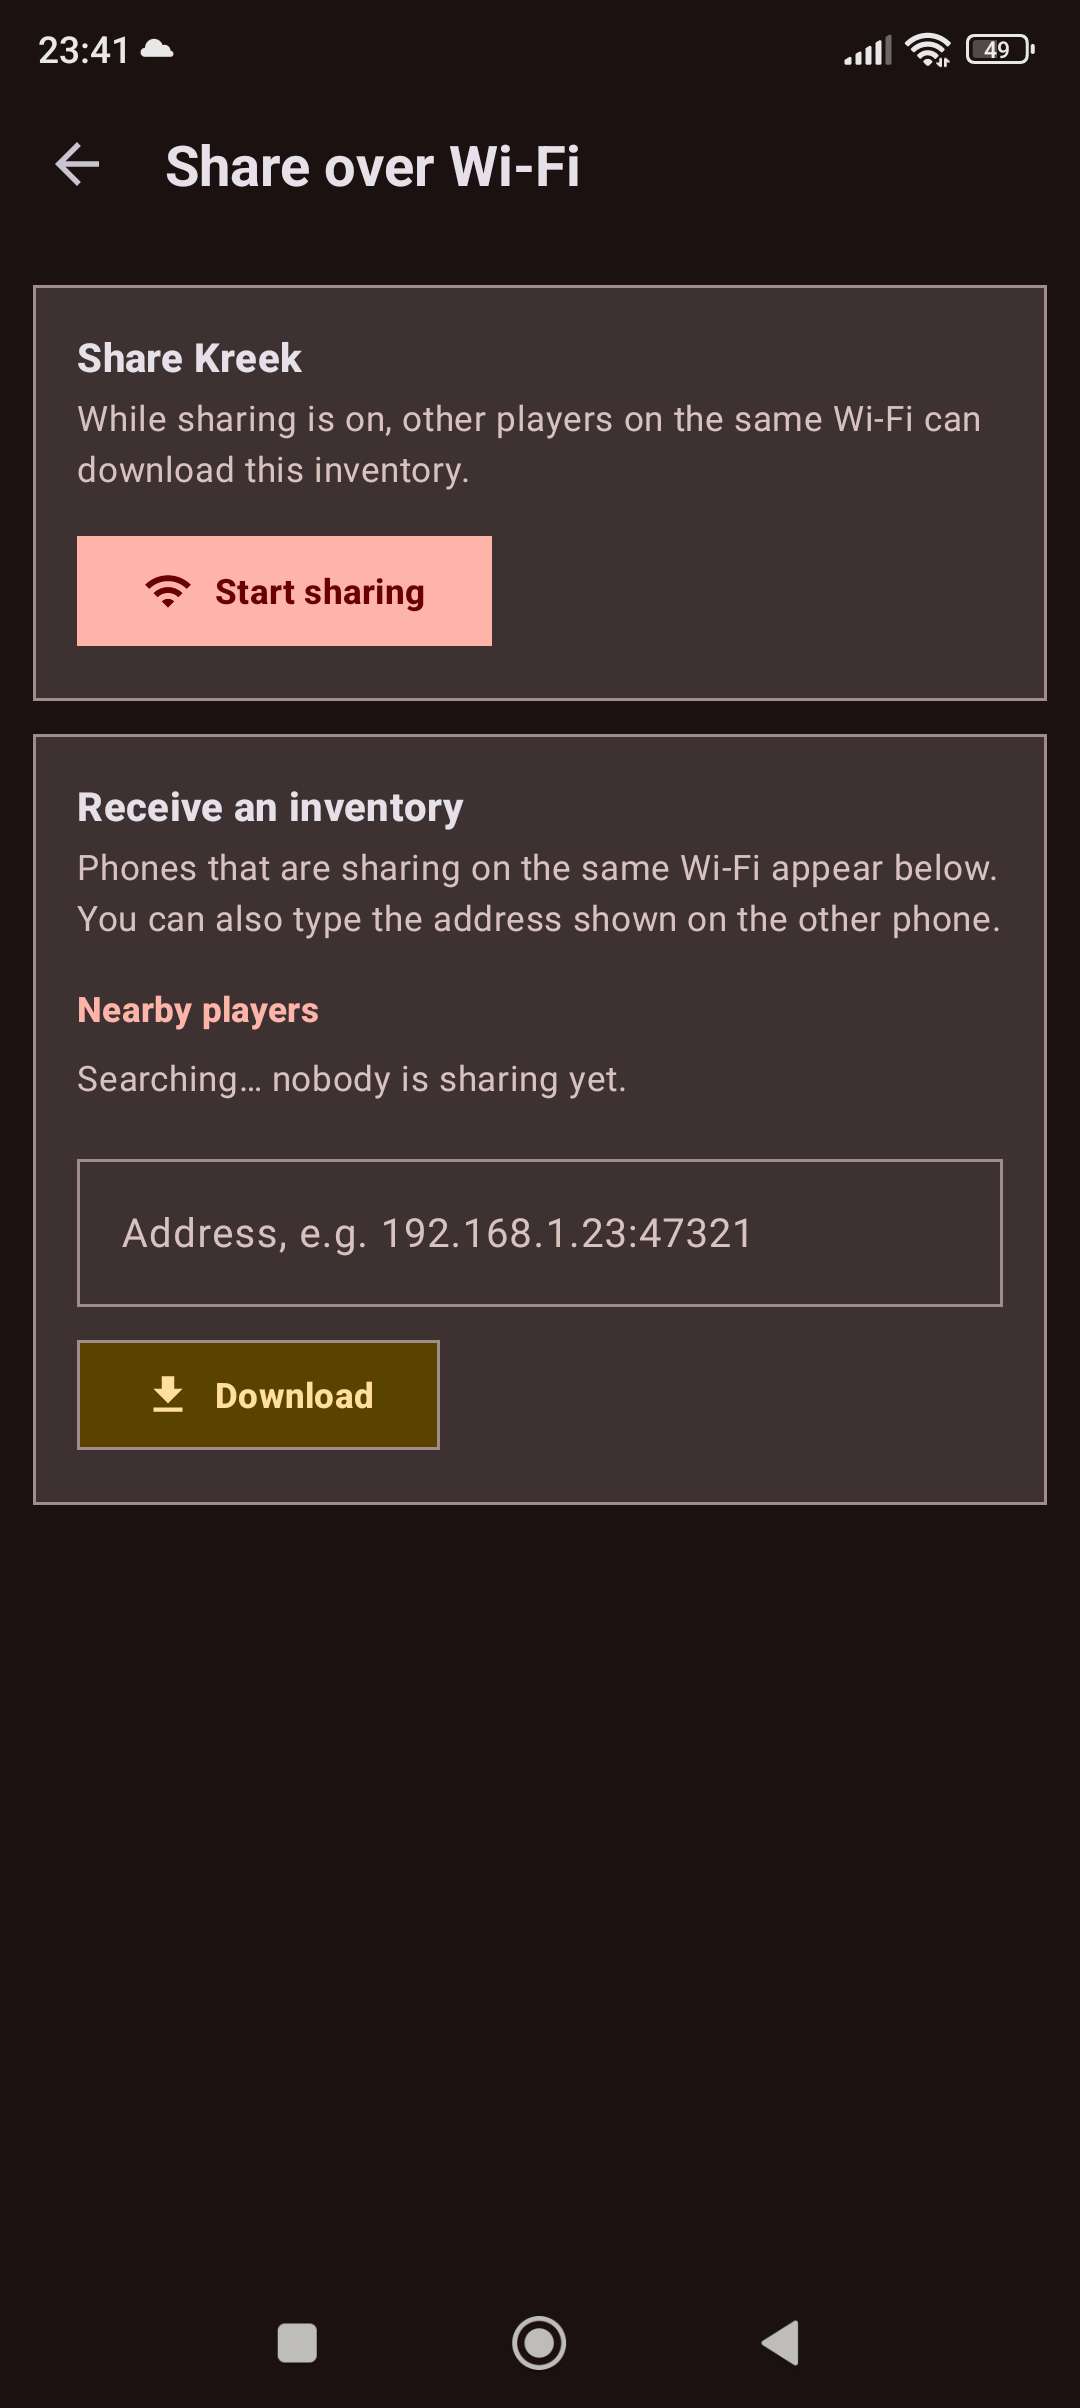 23:41
49
Share over Wi-Fi
Share Kreek
While sharing is on, other players on the same Wi-Fi can
download this inventory.
Start sharing
Receive an inventory
Phones that are sharing on the same Wi-Fi appear below.
You can also type the address shown on the other phone.
Nearby players
Searching… nobody is sharing yet.
Address, e.g. 192.168.1.23:47321
Download